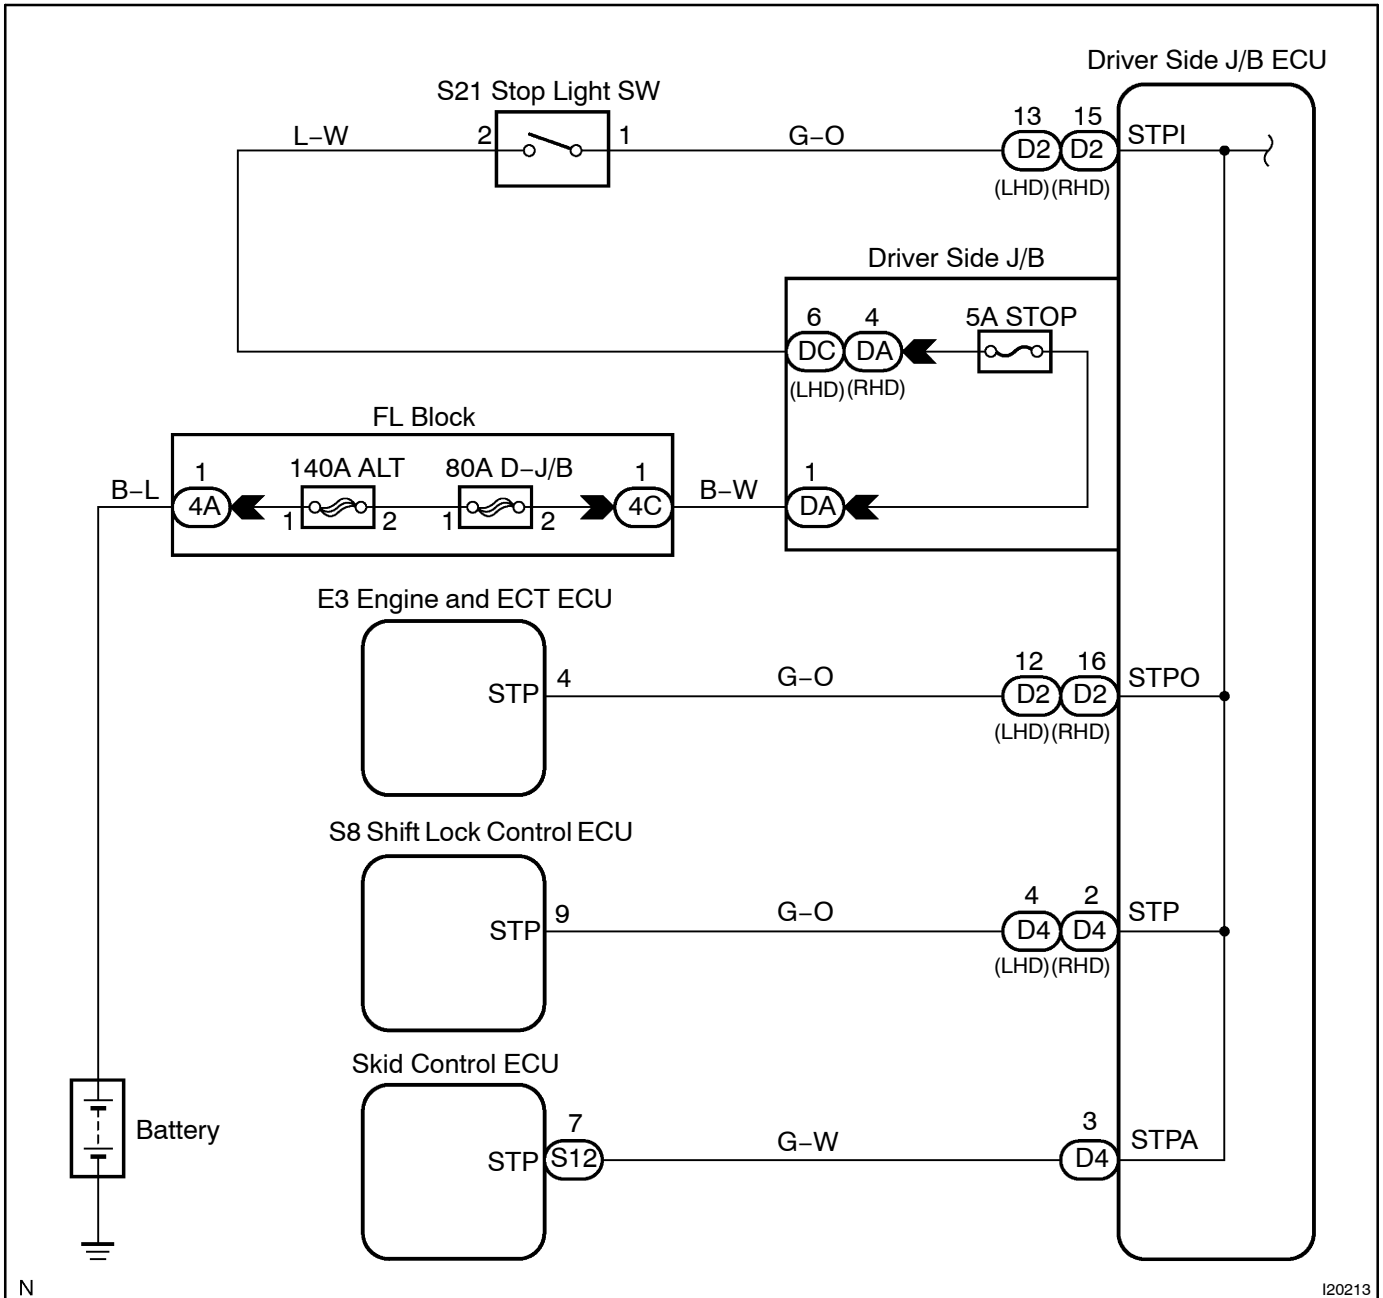 Driver Side J/B ECU
S21 Stop Light SW
L–W
2
1
G–O
13
15
D2
D2
(LHD)
(RHD)
STPI
Driver Side J/B
6
4
5A STOP
DC
DA
(LHD)
(RHD)
FL Block
1
140A ALT
80A D–J/B
1
1
B–L
4A
1
2
1
2
4C
B–W
DA
E3 Engine and ECT ECU
STP
4
G–O
12
16
D2
D2
(LHD)
(RHD)
STPO
S8 Shift Lock Control ECU
STP
9
G–O
4
2
D4
D4
(LHD)
(RHD)
STP
Skid Control ECU
STP
7
S12
G–W
3
D4
STPA
Battery
N
I20213